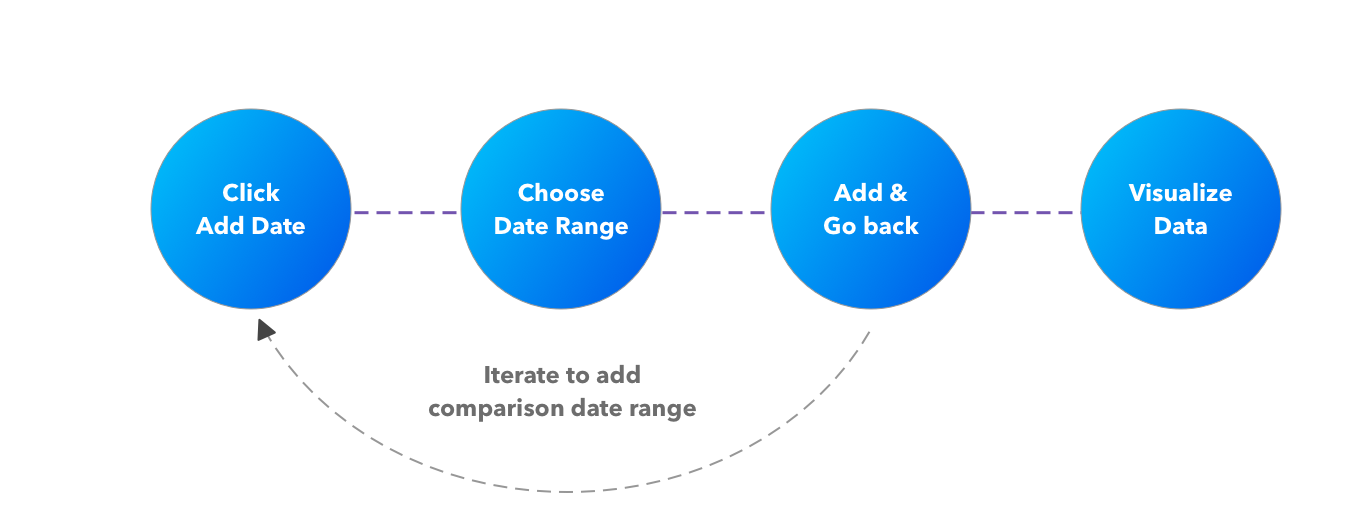 Click
Add Date
Choose
Date Range
Add &
Go back
Visualize
Data
Iterate to add
comparison date range